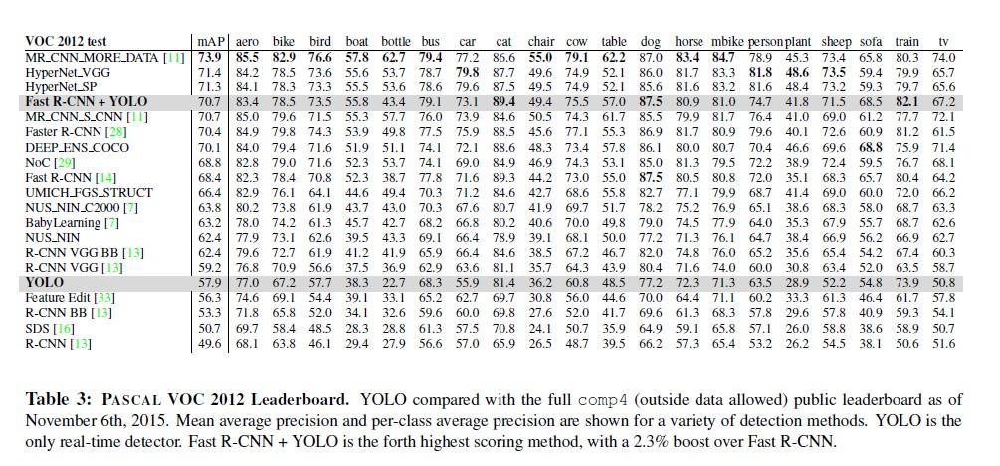 VOC 2012 test mAP aero bike bird boat bottle bus car cat chair cow table dog horse mbike person plant sheep sofa train tv
MR_CNN_MORE_DATA [11] 73.9 85.5 82.9 76.6 57.8 62.7 79.4 77.2 86.6 55.0 79.1 62.2 87.0 83.4 84.7 78.9 45.3 73.4 65.8 80.3 74.0
HyperNet_VGG 71.4 84.2 78.5 73.6 55.6 53.7 78.7 79.8 87.7 49.6 74.9 52.1 86.0 81.7 83.3 81.8 48.6 73.5 59.4 79.9 65.7
HyperNet_SP 71.3 84.1 78.3 73.3 55.5 53.6 78.6 79.6 87.5 49.5 74.9 52.1 85.6 81.6 83.2 81.6 48.4 73.2 59.3 79.7 65.6
Fast R-CNN + YOLO 70.7 83.4 78.5 73.5 55.8 43.4 79.1 73.1 89.4 49.4 75.5 57.0 87.5 80.9 81.0 74.7 41.8 71.5 68.5 82.1 67.2
MR_CNN_S_CNN [11] 70.7 85.0 79.6 71.5 55.3 57.7 76.0 73.9 84.6 50.5 74.3 61.7 85.5 79.9 81.7 76.4 41.0 69.0 61.2 77.7 72.1
Faster R-CNN [28] 70.4 84.9 79.8 74.3 53.9 49.8 77.5 75.9 88.5 45.6 77.1 55.3 86.9 81.7 80.9 79.6 40.1 72.6 60.9 81.2 61.5
DEEP_ENS_COCO 70.1 84.0 79.4 71.6 51.9 51.1 74.1 72.1 88.6 48.3 73.4 57.8 86.1 80.0 80.7 70.4 46.6 69.6 68.8 75.9 71.4
NoC [29] 68.8 82.8 79.0 71.6 52.3 53.7 74.1 69.0 84.9 46.9 74.3 53.1 85.0 81.3 79.5 72.2 38.9 72.4 59.5 76.7 68.1
Fast R-CNN [14] 68.4 82.3 78.4 70.8 52.3 38.7 77.8 71.6 89.3 44.2 73.0 55.0 87.5 80.5 80.8 72.0 35.1 68.3 65.7 80.4 64.2
UMICH_FGS_STRUCT 66.4 82.9 76.1 64.1 44.6 49.4 70.3 71.2 84.6 42.7 68.6 55.8 82.7 77.1 79.9 68.7 41.4 69.0 60.0 72.0 66.2
NUS_NIN_C2000 [7] 63.8 80.2 73.8 61.9 43.7 43.0 70.3 67.6 80.7 41.9 69.7 51.7 78.2 75.2 76.9 65.1 38.6 68.3 58.0 68.7 63.3
BabyLearning [7] 63.2 78.0 74.2 61.3 45.7 42.7 68.2 66.8 80.2 40.6 70.0 49.8 79.0 74.5 77.9 64.0 35.3 67.9 55.7 68.7 62.6
NUS_NIN 62.4 77.9 73.1 62.6 39.5 43.3 69.1 66.4 78.9 39.1 68.1 50.0 77.2 71.3 76.1 64.7 38.4 66.9 56.2 66.9 62.7
R-CNN VGG BB [13] 62.4 79.6 72.7 61.9 41.2 41.9 65.9 66.4 84.6 38.5 67.2 46.7 82.0 74.8 76.0 65.2 35.6 65.4 54.2 67.4 60.3
R-CNN VGG [13] 59.2 76.8 70.9 56.6 37.5 36.9 62.9 63.6 81.1 35.7 64.3 43.9 80.4 71.6 74.0 60.0 30.8 63.4 52.0 63.5 58.7
YOLO 57.9 77.0 67.2 57.7 38.3 22.7 68.3 55.9 81.4 36.2 60.8 48.5 77.2 72.3 71.3 63.5 28.9 52.2 54.8 73.9 50.8
Feature Edit [33] 56.3 74.6 69.1 54.4 39.1 33.1 65.2 62.7 69.7 30.8 56.0 44.6 70.0 64.4 71.1 60.2 33.3 61.3 46.4 61.7 57.8
R-CNN BB [13] 53.3 71.8 65.8 52.0 34.1 32.6 59.6 60.0 69.8 27.6 52.0 41.7 69.6 61.3 68.3 57.8 29.6 57.8 40.9 59.3 54.1
SDS [16] 50.7 69.7 58.4 48.5 28.3 28.8 61.3 57.5 70.8 24.1 50.7 35.9 64.9 59.1 65.8 57.1 26.0 58.8 38.6 58.9 50.7
R-CNN [13] 49.6 68.1 63.8 46.1 29.4 27.9 56.6 57.0 65.9 26.5 48.7 39.5 66.2 57.3 65.4 53.2 26.2 54.5 38.1 50.6 51.6
Table 3: PASCAL VOC 2012 Leaderboard. YOLO compared with the full comp4 (outside data allowed) public leaderboard as of
November 6th, 2015. Mean average precision and per-class average precision are shown for a variety of detection methods. YOLO is the
only real-time detector. Fast R-CNN + YOLO is the forth highest scoring method, with a 2.3% boost over Fast R-CNN.